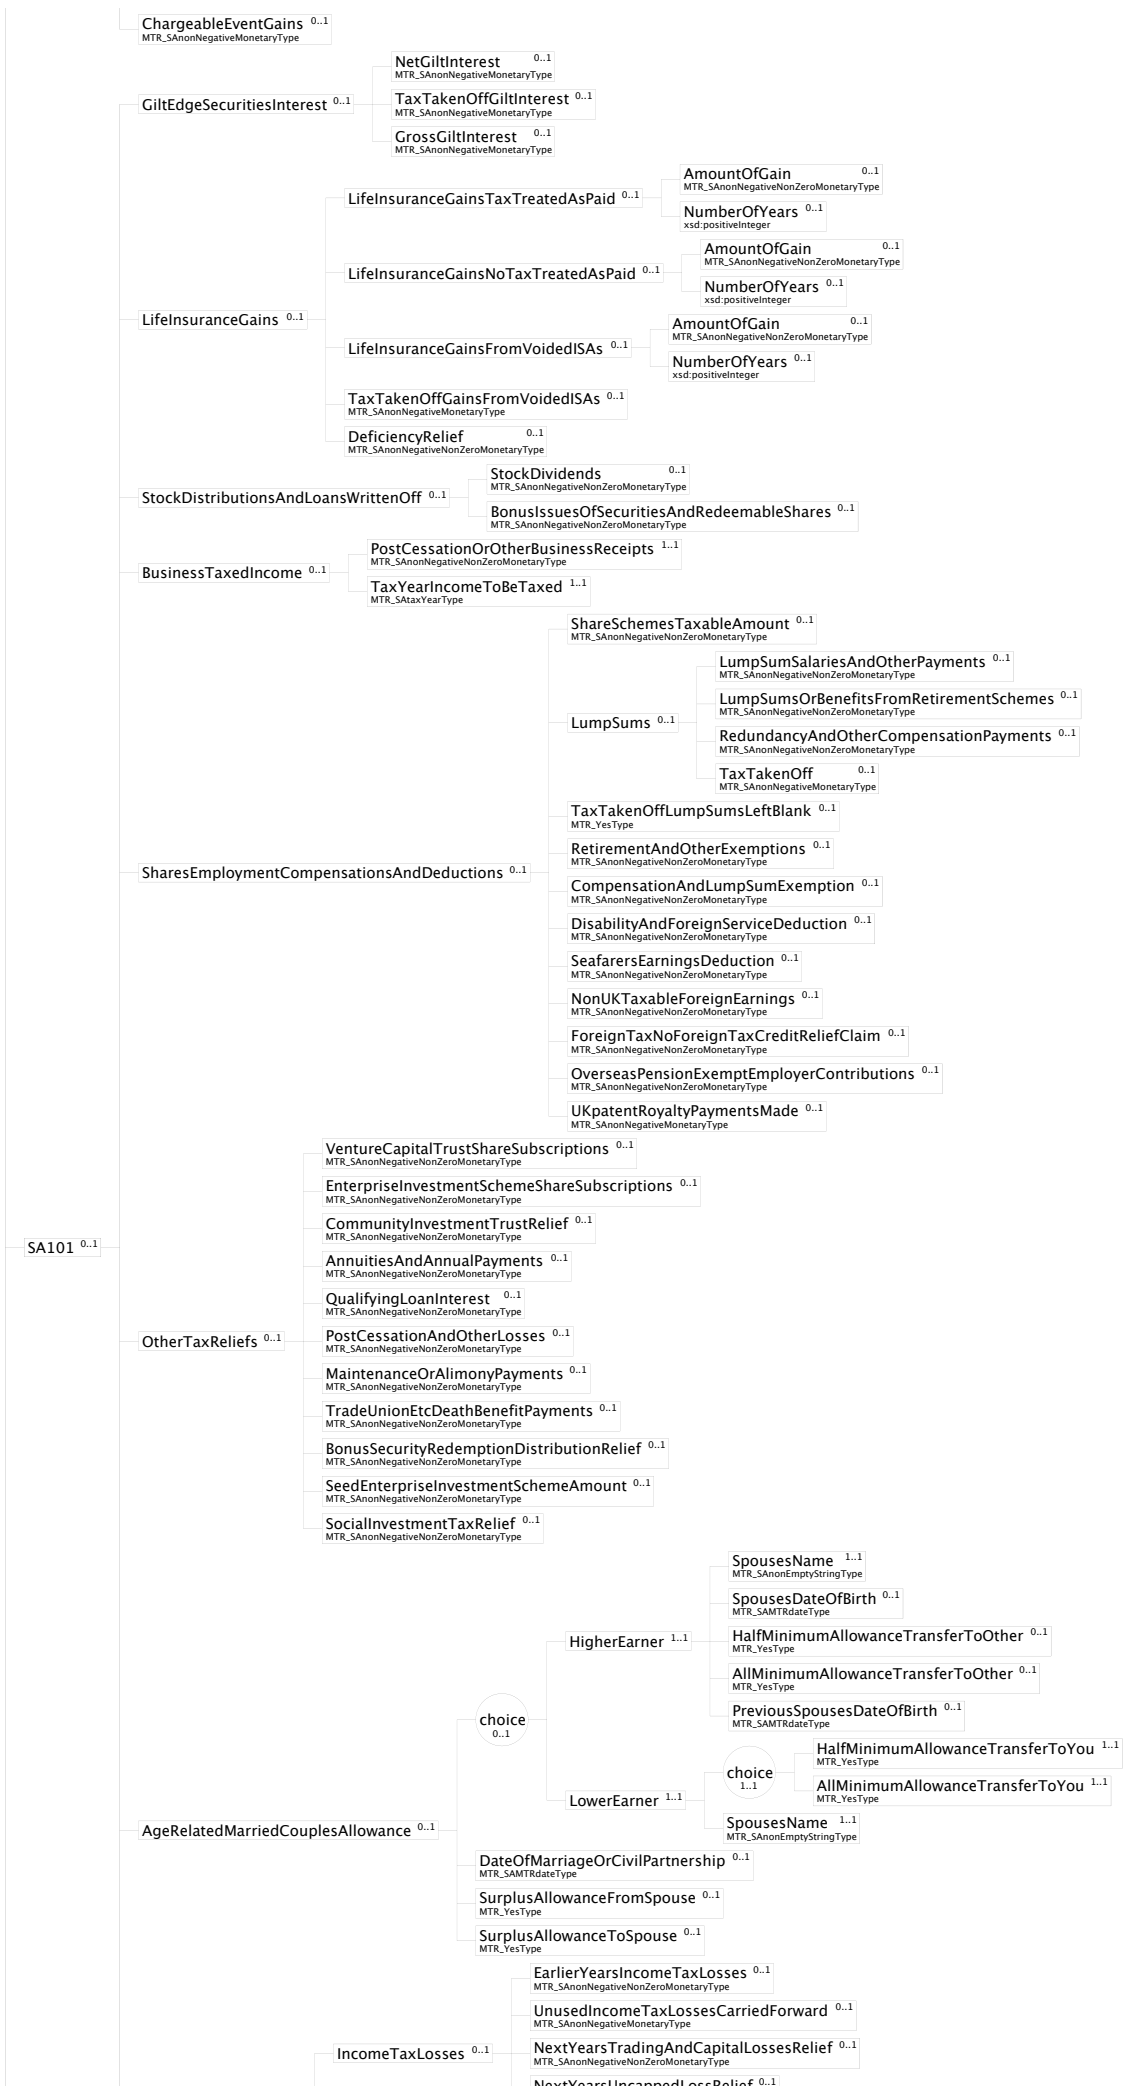 ChargeableEventGains 0..1
MTR_SAnonNegativeMonetaryType
NetGiltInterest 0..1
MTR_SAnonNegativeMonetaryType
GiltEdgeSecuritiesInterest 0..1
TaxTakenOffGiltInterest 0..1
MTR_SAnonNegativeMonetaryType
GrossGiltInterest 0..1
MTR_SAnonNegativeMonetaryType
LifeInsuranceGainsTaxTreatedAsPaid 0..1
AmountOfGain 0..1
MTR_SAnonNegativeNonZeroMonetaryType
NumberOfYears 0..1
xsd:positiveInteger
LifeInsuranceGainsNoTaxTreatedAsPaid 0..1
AmountOfGain 0..1
MTR_SAnonNegativeNonZeroMonetaryType
NumberOfYears 0..1
xsd:positiveInteger
LifeInsuranceGains 0..1
LifeInsuranceGainsFromVoidedISAs 0..1
AmountOfGain 0..1
MTR_SAnonNegativeNonZeroMonetaryType
NumberOfYears 0..1
xsd:positiveInteger
TaxTakenOffGainsFromVoidedISAs 0..1
MTR_SAnonNegativeMonetaryType
DeficiencyRelief 0..1
MTR_SAnonNegativeNonZeroMonetaryType
StockDistributionsAndLoansWrittenOff 0..1
StockDividends 0..1
MTR_SAnonNegativeNonZeroMonetaryType
BonusIssuesOfSecuritiesAndRedeemableShares 0..1
MTR_SAnonNegativeNonZeroMonetaryType
BusinessTaxedIncome 0..1
PostCessationOrOtherBusinessReceipts 1..1
MTR_SAnonNegativeNonZeroMonetaryType
TaxYearIncomeToBeTaxed 1..1
MTR_SAtaxYearType
ShareSchemesTaxableAmount 0..1
MTR_SAnonNegativeNonZeroMonetaryType
LumpSums 0..1
LumpSumSalariesAndOtherPayments 0..1
MTR_SAnonNegativeNonZeroMonetaryType
LumpSumsOrBenefitsFromRetirementSchemes 0..1
MTR_SAnonNegativeNonZeroMonetaryType
RedundancyAndOtherCompensationPayments 0..1
MTR_SAnonNegativeNonZeroMonetaryType
TaxTakenOff 0..1
MTR_SAnonNegativeMonetaryType
TaxTakenOffLumpSumsLeftBlank 0..1
MTR_YesType
RetirementAndOtherExemptions 0..1
MTR_SAnonNegativeNonZeroMonetaryType
SharesEmploymentCompensationsAndDeductions 0..1
CompensationAndLumpSumExemption 0..1
MTR_SAnonNegativeNonZeroMonetaryType
DisabilityAndForeignServiceDeduction 0..1
MTR_SAnonNegativeNonZeroMonetaryType
SeafarersEarningsDeduction 0..1
MTR_SAnonNegativeNonZeroMonetaryType
NonUKTaxableForeignEarnings 0..1
MTR_SAnonNegativeNonZeroMonetaryType
ForeignTaxNoForeignTaxCreditReliefClaim 0..1
MTR_SAnonNegativeNonZeroMonetaryType
OverseasPensionExemptEmployerContributions 0..1
MTR_SAnonNegativeNonZeroMonetaryType
UKpatentRoyaltyPaymentsMade 0..1
MTR_SAnonNegativeMonetaryType
VentureCapitalTrustShareSubscriptions 0..1
MTR_SAnonNegativeNonZeroMonetaryType
EnterpriseInvestmentSchemeShareSubscriptions 0..1
MTR_SAnonNegativeNonZeroMonetaryType
CommunityInvestmentTrustRelief 0..1
MTR_SAnonNegativeNonZeroMonetaryType
SA101 0..1
AnnuitiesAndAnnualPayments 0..1
MTR_SAnonNegativeNonZeroMonetaryType
QualifyingLoanInterest 0..1
MTR_SAnonNegativeNonZeroMonetaryType
OtherTaxReliefs 0..1
PostCessationAndOtherLosses 0..1
MTR_SAnonNegativeNonZeroMonetaryType
MaintenanceOrAlimonyPayments 0..1
MTR_SAnonNegativeNonZeroMonetaryType
TradeUnionEtcDeathBenefitPayments 0..1
MTR_SAnonNegativeNonZeroMonetaryType
BonusSecurityRedemptionDistributionRelief 0..1
MTR_SAnonNegativeNonZeroMonetaryType
SeedEnterpriseInvestmentSchemeAmount 0..1
MTR_SAnonNegativeNonZeroMonetaryType
SocialInvestmentTaxRelief 0..1
MTR_SAnonNegativeNonZeroMonetaryType
SpousesName 1..1
MTR_SAnonEmptyStringType
SpousesDateOfBirth 0..1
MTR_SAMTRdateType
HigherEarner 1..1
HalfMinimumAllowanceTransferToOther 0..1
MTR_YesType
AllMinimumAllowanceTransferToOther 0..1
MTR_YesType
PreviousSpousesDateOfBirth 0..1
MTR_SAMTRdateType
choice
0..1
LowerEarner 1..1
choice
1..1
HalfMinimumAllowanceTransferToYou 1..1
MTR_YesType
AllMinimumAllowanceTransferToYou 1..1
MTR_YesType
SpousesName 1..1
MTR_SAnonEmptyStringType
AgeRelatedMarriedCouplesAllowance 0..1
DateOfMarriageOrCivilPartnership 0..1
MTR_SAMTRdateType
SurplusAllowanceFromSpouse 0..1
MTR_YesType
SurplusAllowanceToSpouse 0..1
MTR_YesType
EarlierYearsIncomeTaxLosses 0..1
MTR_SAnonNegativeNonZeroMonetaryType
UnusedIncomeTaxLossesCarriedForward 0..1
MTR_SAnonNegativeMonetaryType
IncomeTaxLosses 0..1
NextYearsTradingAndCapitalLossesRelief 0..1
MTR_SAnonNegativeNonZeroMonetaryType
NextYearsUncappedLossRelief 0..1